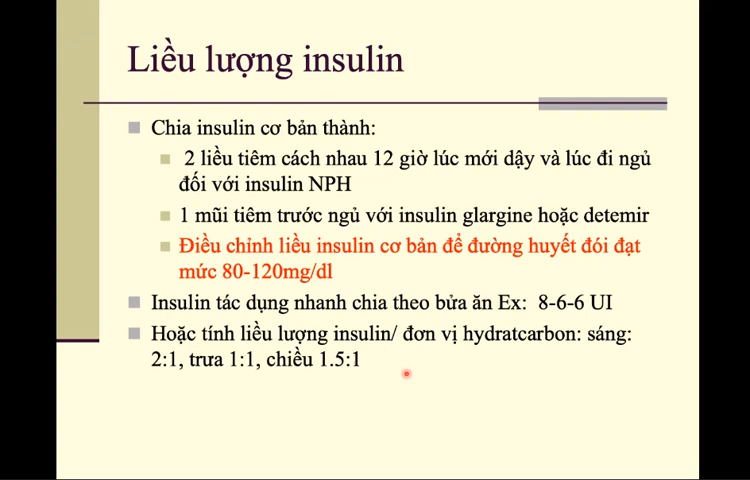 Liều lượng insulin
Chia insulin cơ bản thành:
2 liều tiêm cách nhau 12 giờ lúc mới dậy và lúc đi ngủ
đối với insulin NPH
1 mũi tiêm trước ngủ với insulin glargine hoặc detemir
Điều chỉnh liều insulin cơ bản để đường huyết đói đạt
mức 80-120mg/dl
Insulin tác dụng nhanh chia theo bửa ăn Ex: 8-6-6 UI
Hoặc tính liều lượng insulin/ đơn vị hydratcarbon: sáng:
2:1, trưa 1:1, chiều 1.5:1